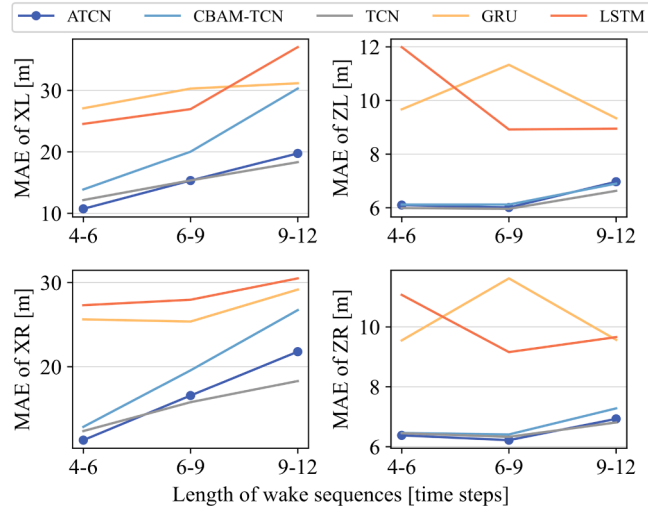 ATCN CBAM-TCN TCN GRU LSTM
MAE of XL [m]
30
20
10
4-6 6-9 9-12
MAE of ZL [m]
12
10
8
6
4-6 6-9 9-12
MAE of XR [m]
30
20
4-6 6-9 9-12
MAE of ZR [m]
10
8
6
4-6 6-9 9-12
Length of wake sequences [time steps]